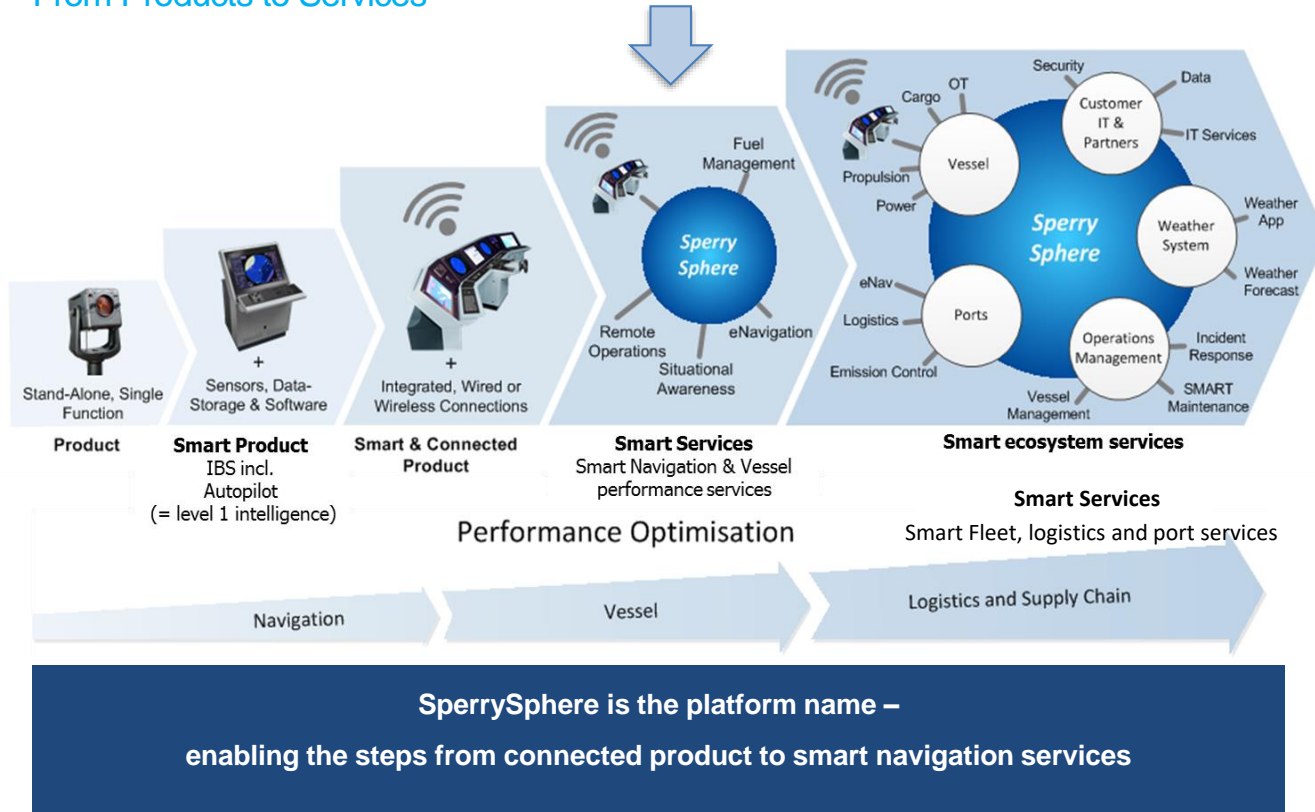 From Products to Services
Stand-Alone, Single
Function
Product
+
Sensors, Data-
Storage & Software
Smart Product
IBS incl.
Autopilot
(= level 1 intelligence)
+
Integrated, Wired or
Wireless Connections
Smart & Connected
Product
Fuel
Management
Sperry
Sphere
Remote
Operations
eNavigation
Situational
Awareness
Smart Services
Smart Navigation & Vessel
performance services
Cargo
OT
Propulsion
Power
Vessel
Security
Data
IT Services
Customer
IT &
Partners
Sperry
Sphere
Weather
System
Weather
App
Weather
Forecast
eNav
Logistics
Emission Control
Ports
Operations
Management
Incident
Response
SMART
Maintenance
Vessel
Management
Smart ecosystem services
Smart Services
Smart Fleet, logistics and port services
Performance Optimisation
Navigation
Vessel
Logistics and Supply Chain
SperrySphere is the platform name –
enabling the steps from connected product to smart navigation services